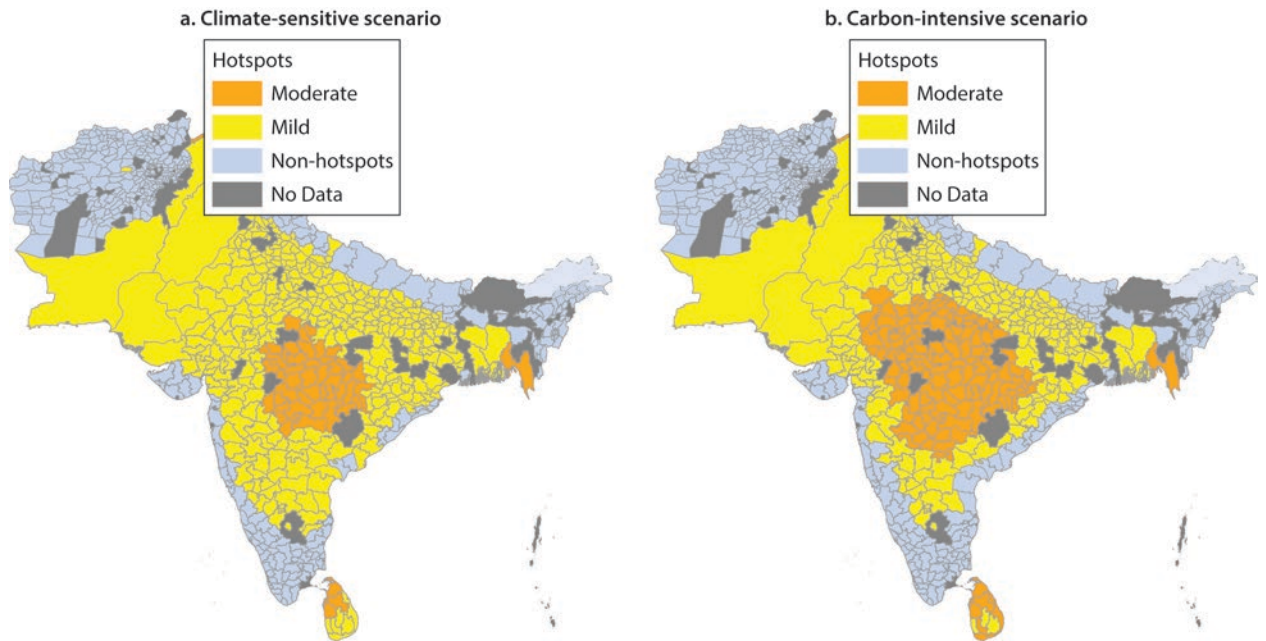 a. Climate-sensitive scenario
Hotspots
Moderate
Mild
Non-hotspots
No Data
b. Carbon-intensive scenario
Hotspots
Moderate
Mild
Non-hotspots
No Data